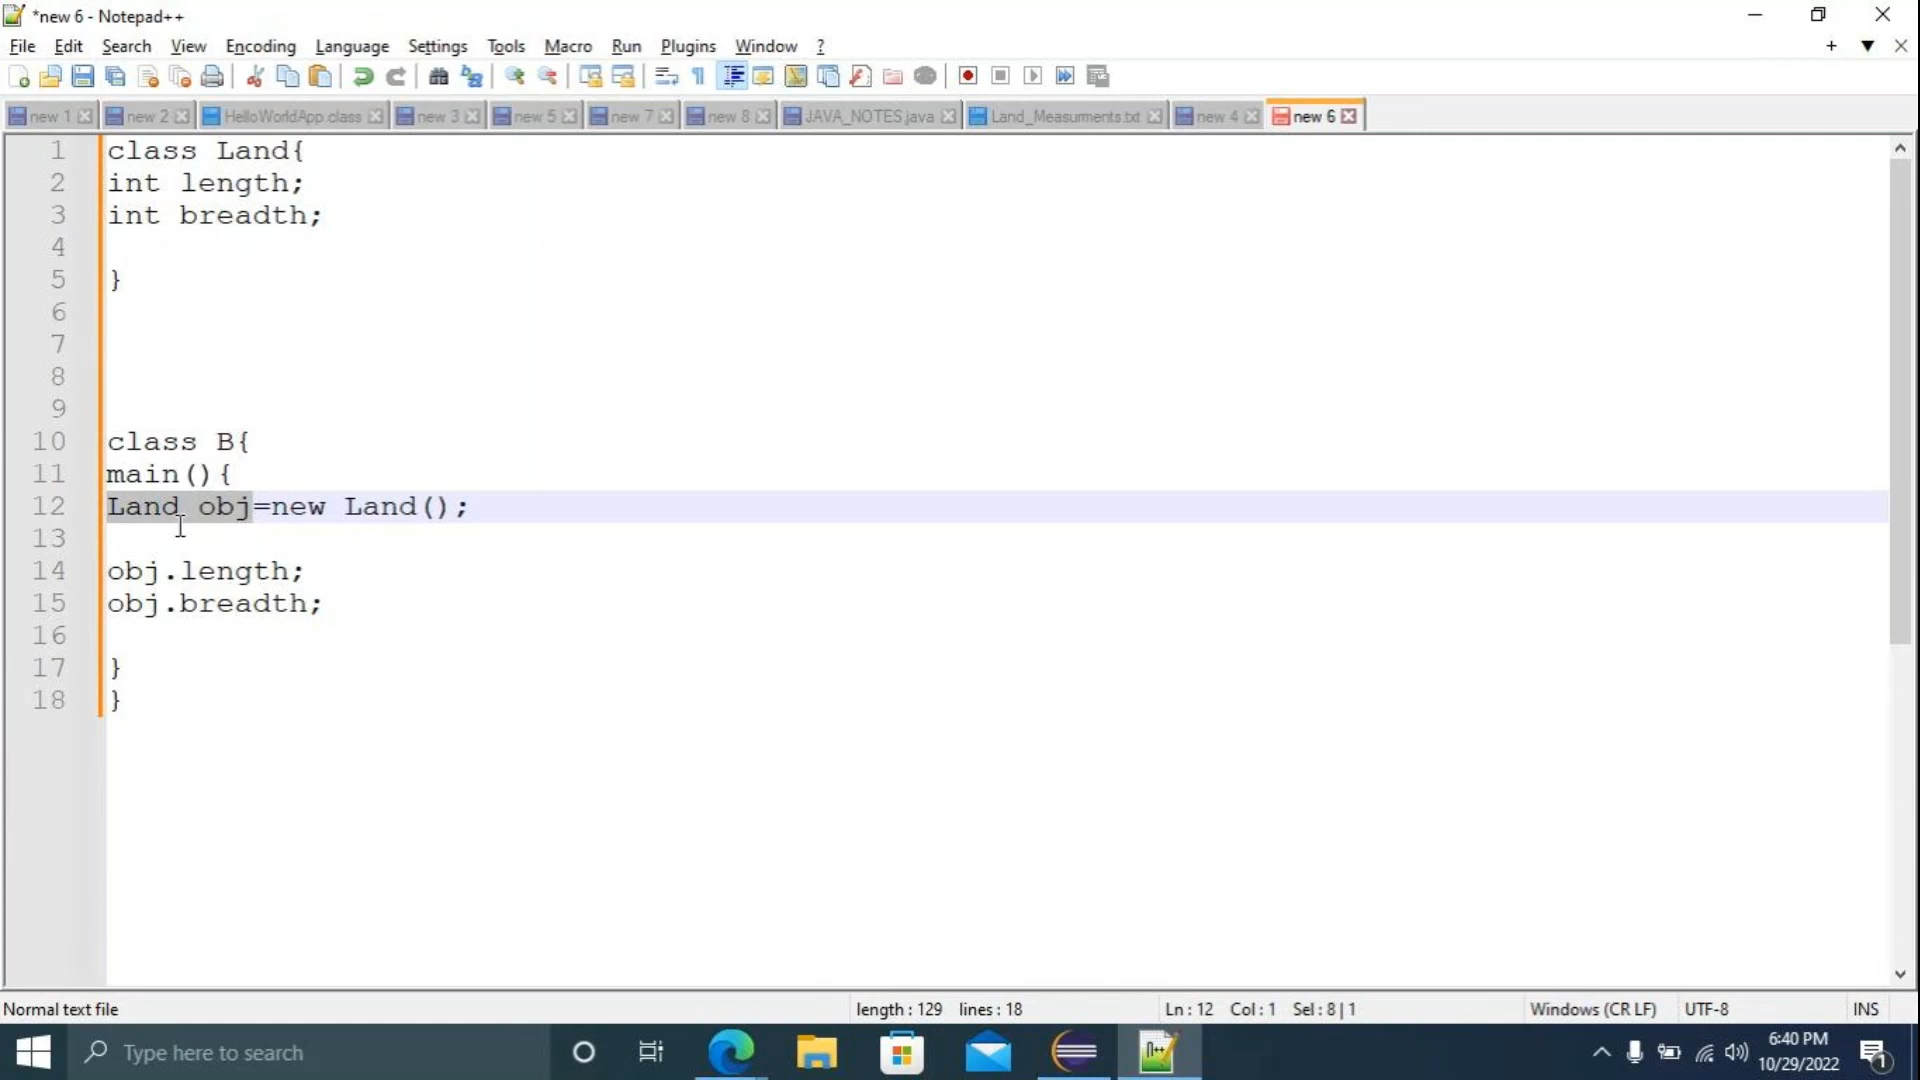 *new 6 - Notepad++
File Edit Search View Encoding Language Settings Tools Macro Run Plugins Window ?
new 1 new 2 HelloWorldApp.class new 3 new 5 new 7 new 8 JAVA_NOTES.java Land_Measurments.txt new 4 new 6
1 class Land{
2 int length;
3 int breadth;
4
5 }
6
7
8
9
10 class B{
11 main(){
12 Land obj=new Land();
13
14 obj.length;
15 obj.breadth;
16
17 }
18 }
Normal text file length : 129 lines : 18 Ln : 12 Col : 1 Sel : 8 | 1 Windows (CR LF) UTF-8 INS
Type here to search
6:40 PM
10/29/2022
1